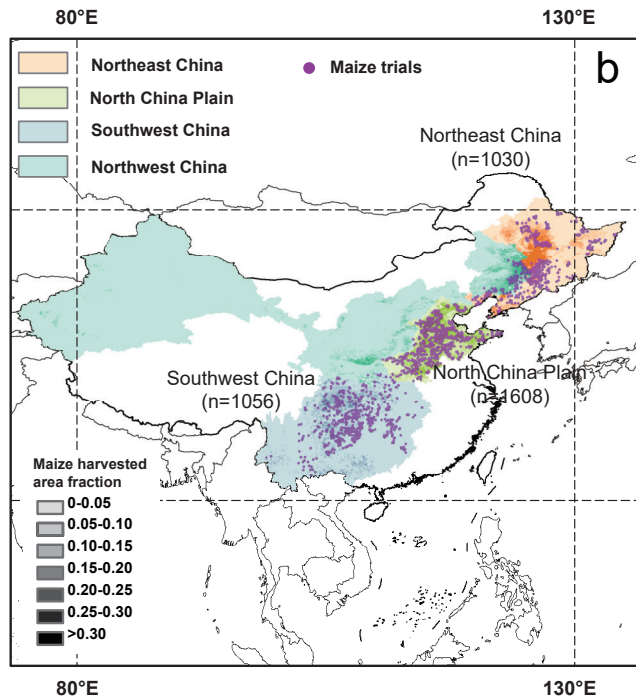 80°E 130°E
b
Northeast China
North China Plain
Southwest China
Northwest China
Maize trials
Northeast China
(n=1030)
Southwest China
(n=1056)
North China Plain
(n=1608)
Maize harvested
area fraction
0-0.05
0.05-0.10
0.10-0.15
0.15-0.20
0.20-0.25
0.25-0.30
>0.30
80°E 130°E